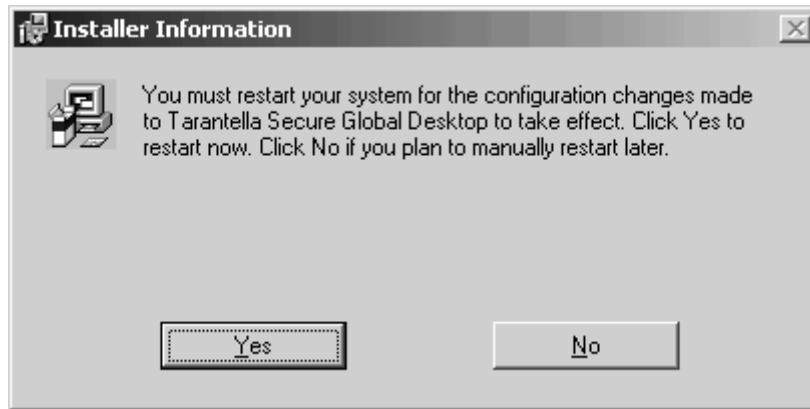 Installer Information
You must restart your system for the configuration changes made
to Tarantella Secure Global Desktop to take effect. Click Yes to
restart now. Click No if you plan to manually restart later.
Yes
No